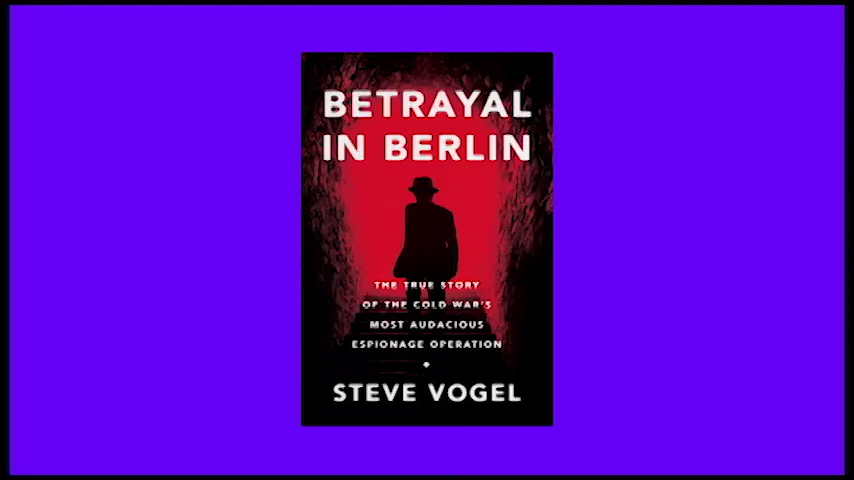 BETRAYAL
IN BERLIN
THE TRUE STORY
OF THE COLD WAR'S
MOST AUDACIOUS
ESPIONAGE OPERATION
STEVE VOGEL